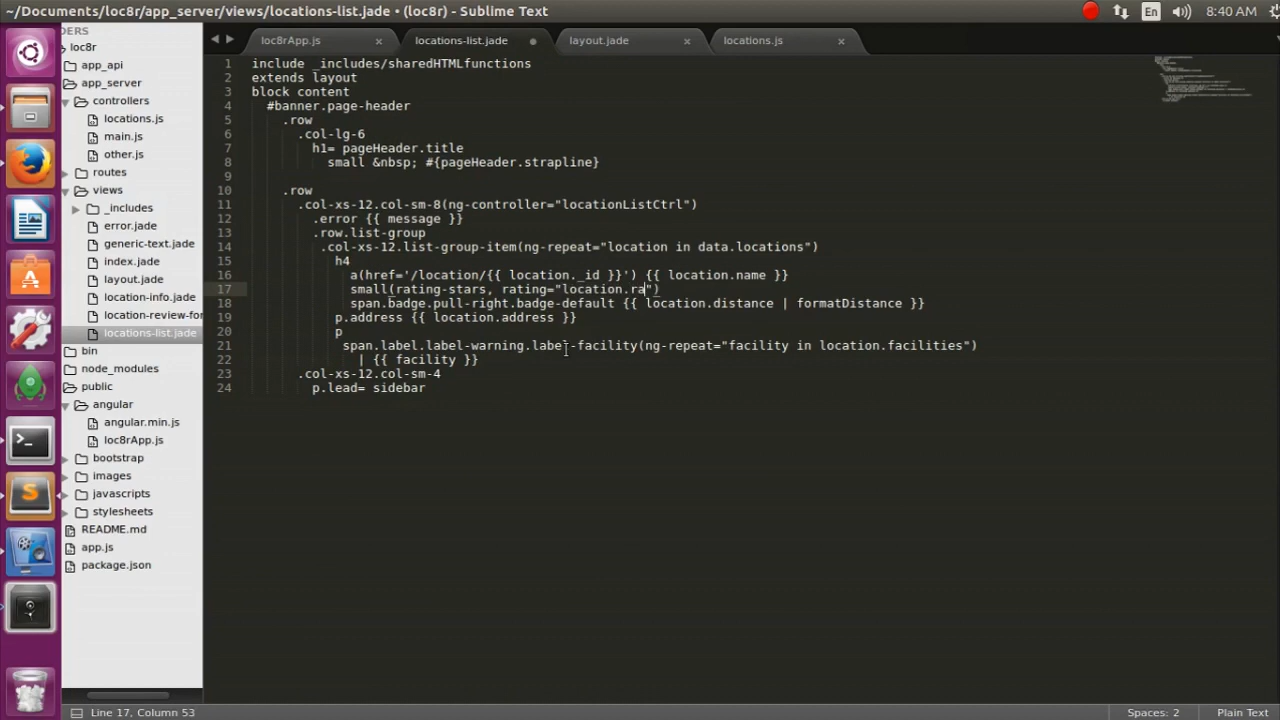 ~/Documents/loc8r/app_server/views/locations-list.jade • (loc8r) - Sublime Text
En
8:40 AM
DERS
loc8r
app_api
app_server
controllers
locations.js
main.js
other.js
routes
views
_includes
error.jade
generic-text.jade
index.jade
layout.jade
location-info.jade
location-review-for
locations-list.jade
bin
node_modules
public
angular
angular.min.js
loc8rApp.js
bootstrap
images
javascripts
stylesheets
README.md
app.js
package.json
loc8rApp.js
locations-list.jade
layout.jade
locations.js
1 include _includes/sharedHTMLfunctions
2 extends layout
3 block content
4 #banner.page-header
5 .row
6 .col-lg-6
7 h1= pageHeader.title
8 small &nbsp; #{pageHeader.strapline}
9
10 .row
11 .col-xs-12.col-sm-8(ng-controller="locationListCtrl")
12 .error {{ message }}
13 .row.list-group
14 .col-xs-12.list-group-item(ng-repeat="location in data.locations")
15 h4
16 a(href='/location/{{ location._id }}') {{ location.name }}
17 small(rating-stars, rating="location.ra")
18 span.badge.pull-right.badge-default {{ location.distance | formatDistance }}
19 p.address {{ location.address }}
20 p
21 span.label.label-warning.label-facility(ng-repeat="facility in location.facilities")
22 | {{ facility }}
23 .col-xs-12.col-sm-4
24 p.lead= sidebar
Line 17, Column 53
Spaces: 2
Plain Text